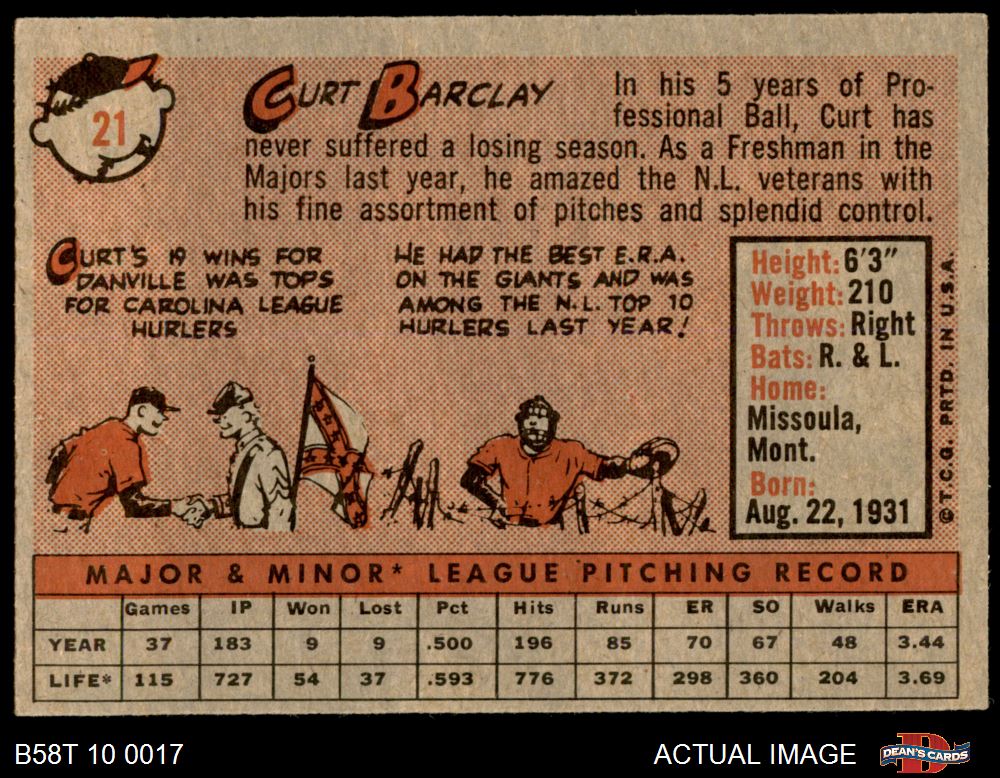 21
CURT BARCLAY
In his 5 years of Pro-
fessional Ball, Curt has
never suffered a losing season. As a Freshman in the
Majors last year, he amazed the N.L. veterans with
his fine assortment of pitches and splendid control.
CURT'S 19 WINS FOR
DANVILLE WAS TOPS
FOR CAROLINA LEAGUE
HURLERS
HE HAD THE BEST E.R.A.
ON THE GIANTS AND WAS
AMONG THE N.L. TOP 10
HURLERS LAST YEAR!
Height: 6'3"
Weight: 210
Throws: Right
Bats: R. & L.
Home:
Missoula,
Mont.
Born:
Aug. 22, 1931
© T.C.G. PRTD. IN U.S.A.
MAJOR & MINOR* LEAGUE PITCHING RECORD
Games IP Won Lost Pct Hits Runs ER SO Walks ERA
YEAR 37 183 9 9 .500 196 85 70 67 48 3.44
LIFE* 115 727 54 37 .593 776 372 298 360 204 3.69
B58T 10 0017
ACTUAL IMAGE
D
DEAN'S CARDS